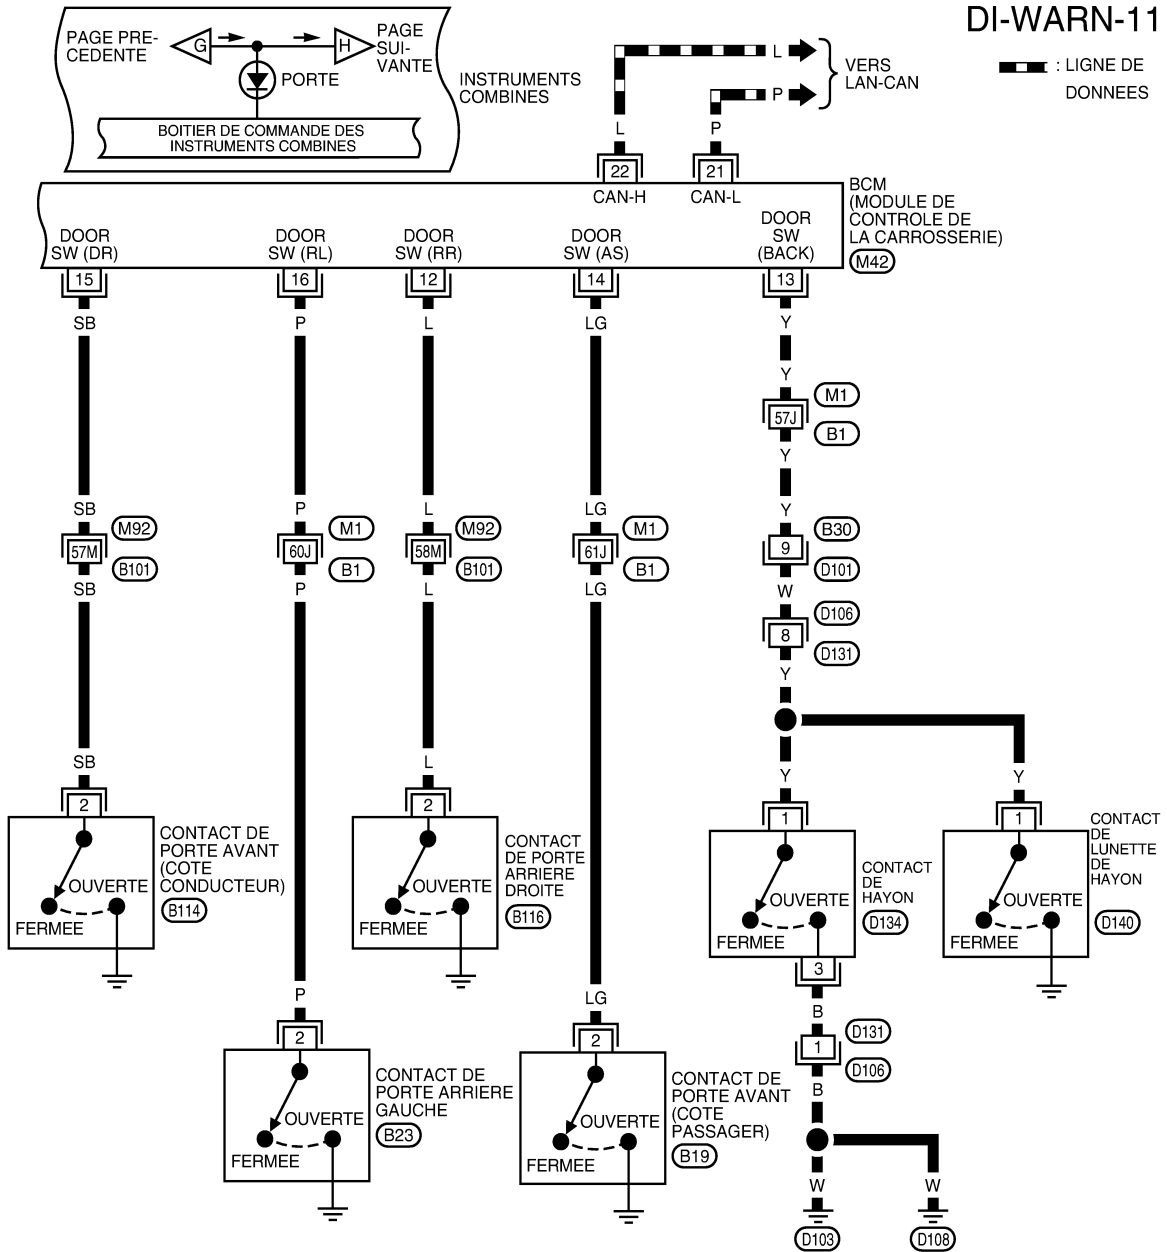 DI-WARN-11
PAGE PRE-
CEDENTE
G
H
PAGE
SUI-
VANTE
PORTE
BOITIER DE COMMANDE DES
INSTRUMENTS COMBINES
INSTRUMENTS
COMBINES
L
P
VERS
LAN-CAN
: LIGNE DE
DONNEES
L
P
22
21
CAN-H
CAN-L
BCM
(MODULE DE
CONTROLE DE
LA CARROSSERIE)
M42
DOOR
SW (DR)
DOOR
SW (RL)
DOOR
SW (RR)
DOOR
SW (AS)
DOOR
SW
(BACK)
15
16
12
14
13
SB
P
L
LG
Y
Y
M1
57J
B1
Y
SB
P
L
LG
Y
M92
M1
M92
M1
B30
57M
60J
58M
61J
9
B101
B1
B101
B1
D101
SB
P
L
LG
W
D106
8
D131
Y
SB
L
Y
Y
2
2
1
1
CONTACT DE
PORTE AVANT
(COTE
CONDUCTEUR)
B114
OUVERTE
FERMEE
CONTACT
DE PORTE
ARRIERE
DROITE
B116
OUVERTE
FERMEE
CONTACT
DE
HAYON
D134
OUVERTE
FERMEE
CONTACT
DE
LUNETTE
DE
HAYON
D140
OUVERTE
FERMEE
3
P
LG
B
2
2
D131
1
D106
B
CONTACT DE
PORTE ARRIERE
GAUCHE
B23
OUVERTE
FERMEE
CONTACT DE
PORTE AVANT
(COTE
PASSAGER)
B19
OUVERTE
FERMEE
W
W
D103
D108